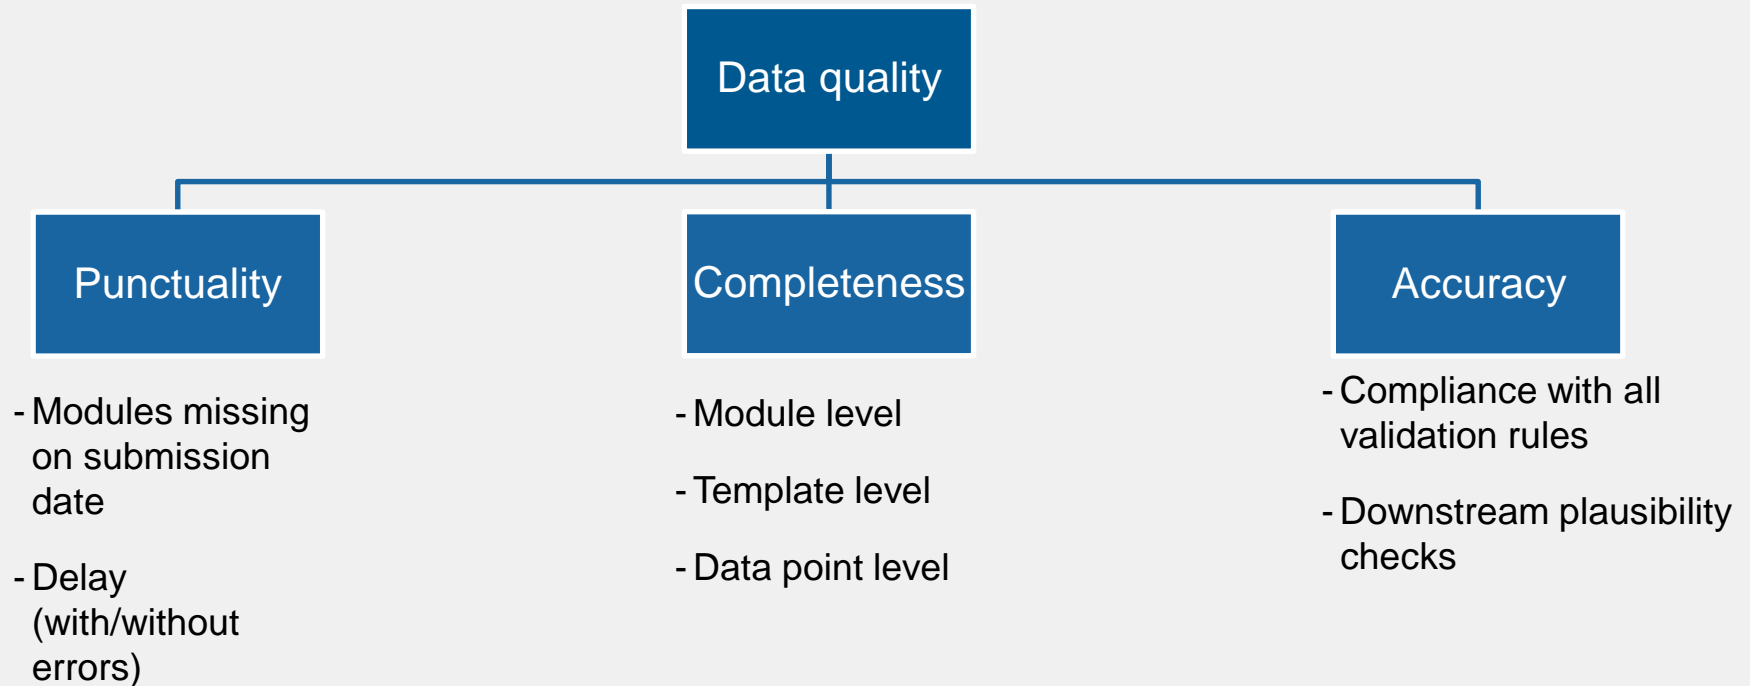 Data quality
Punctuality
Completeness
Accuracy
- Modules missing
on submission
date
- Delay
(with/without
errors)
- Module level
- Template level
- Data point level
- Compliance with all
validation rules
- Downstream plausibility
checks